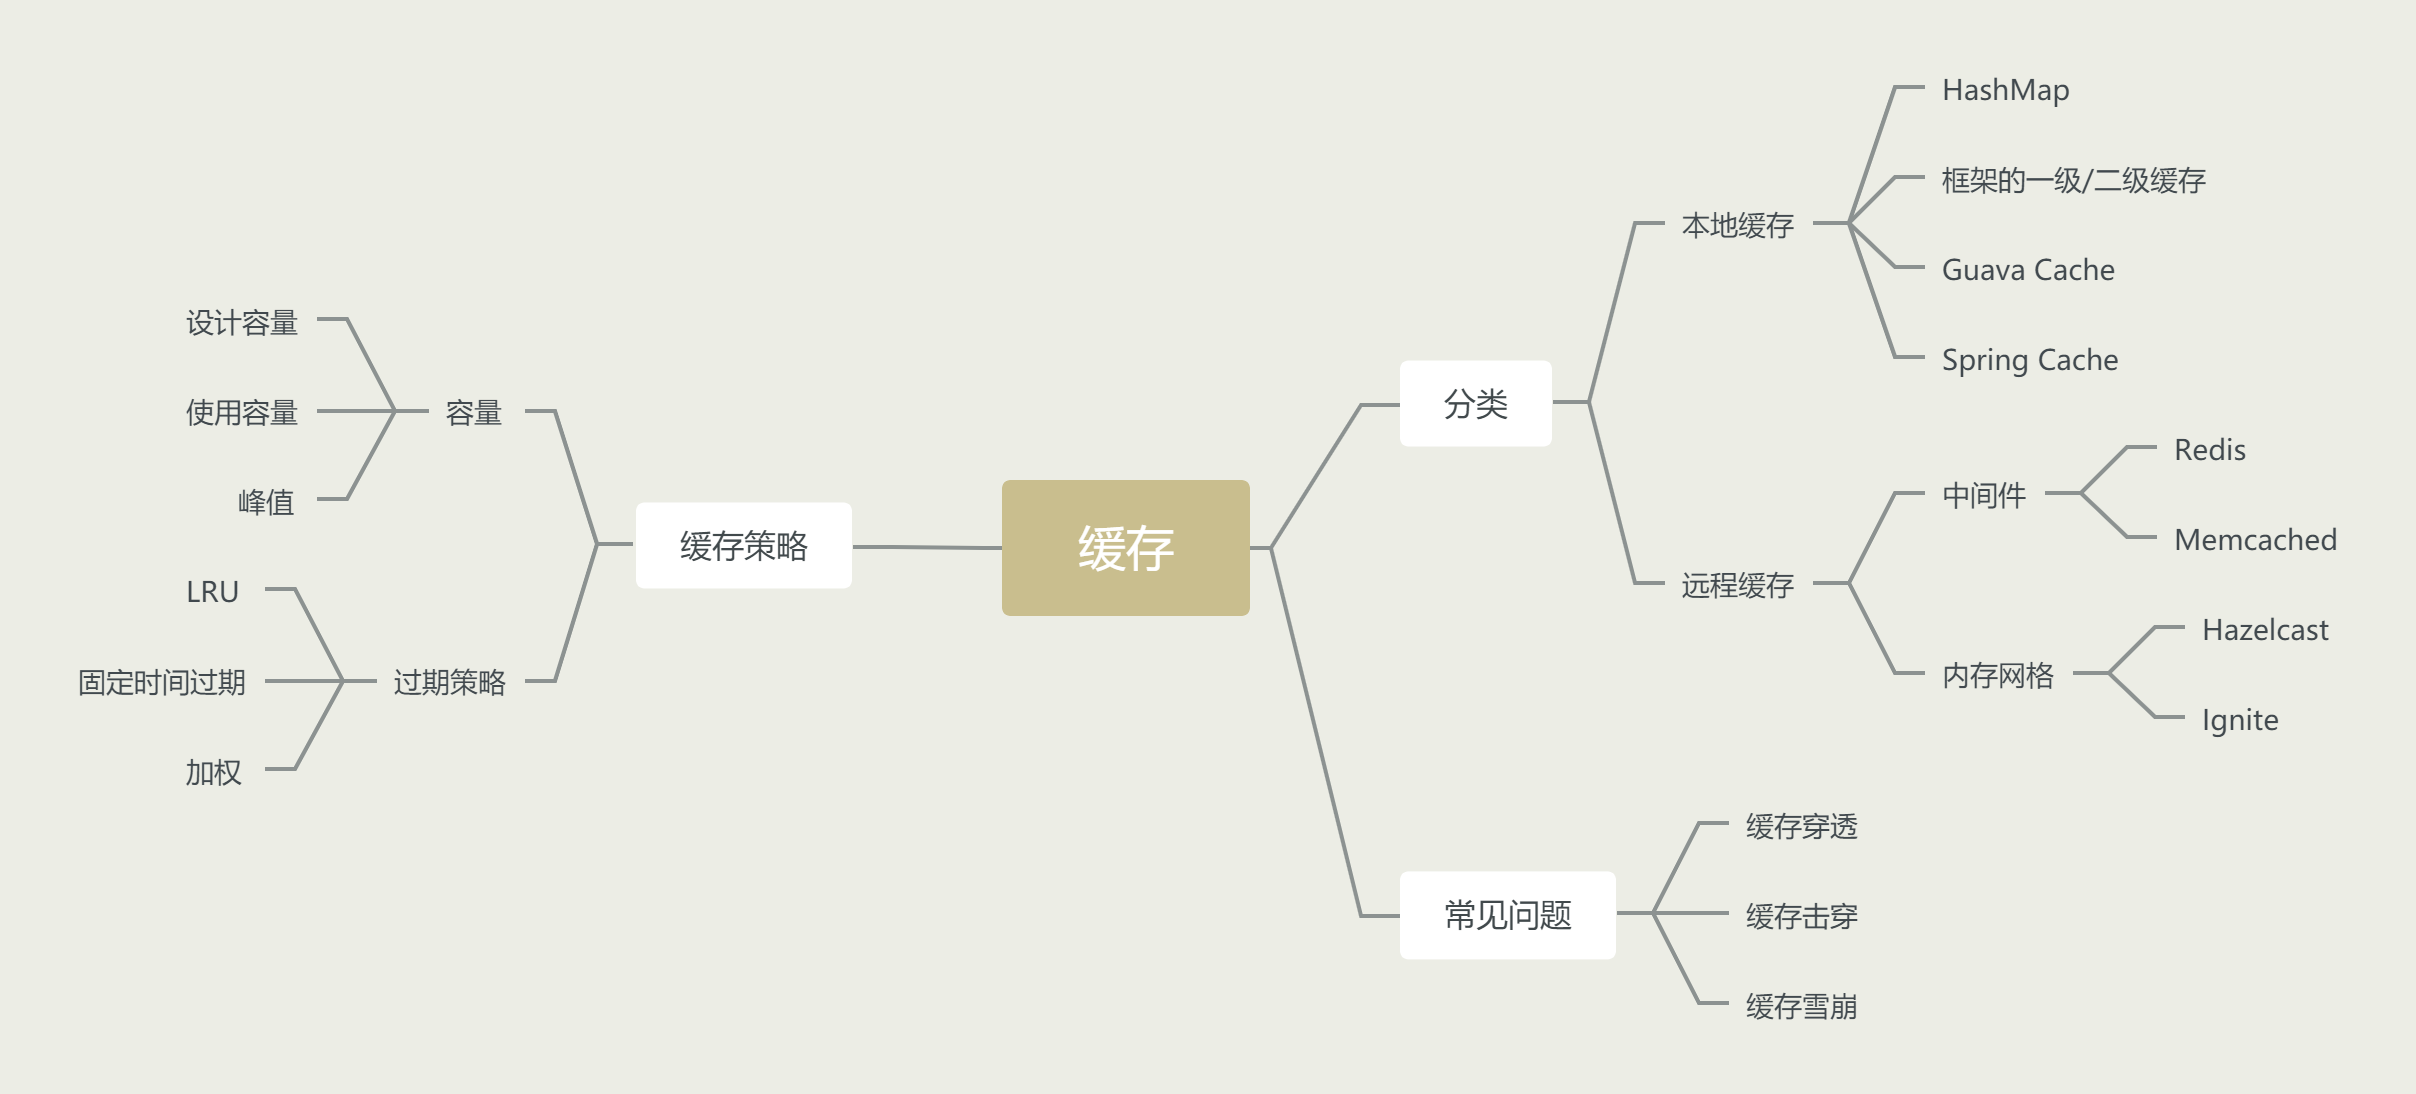 缓存
分类
本地缓存
HashMap
框架的一级/二级缓存
Guava Cache
Spring Cache
远程缓存
中间件
Redis
Memcached
内存网格
Hazelcast
Ignite
常见问题
缓存穿透
缓存击穿
缓存雪崩
缓存策略
容量
设计容量
使用容量
峰值
过期策略
LRU
固定时间过期
加权